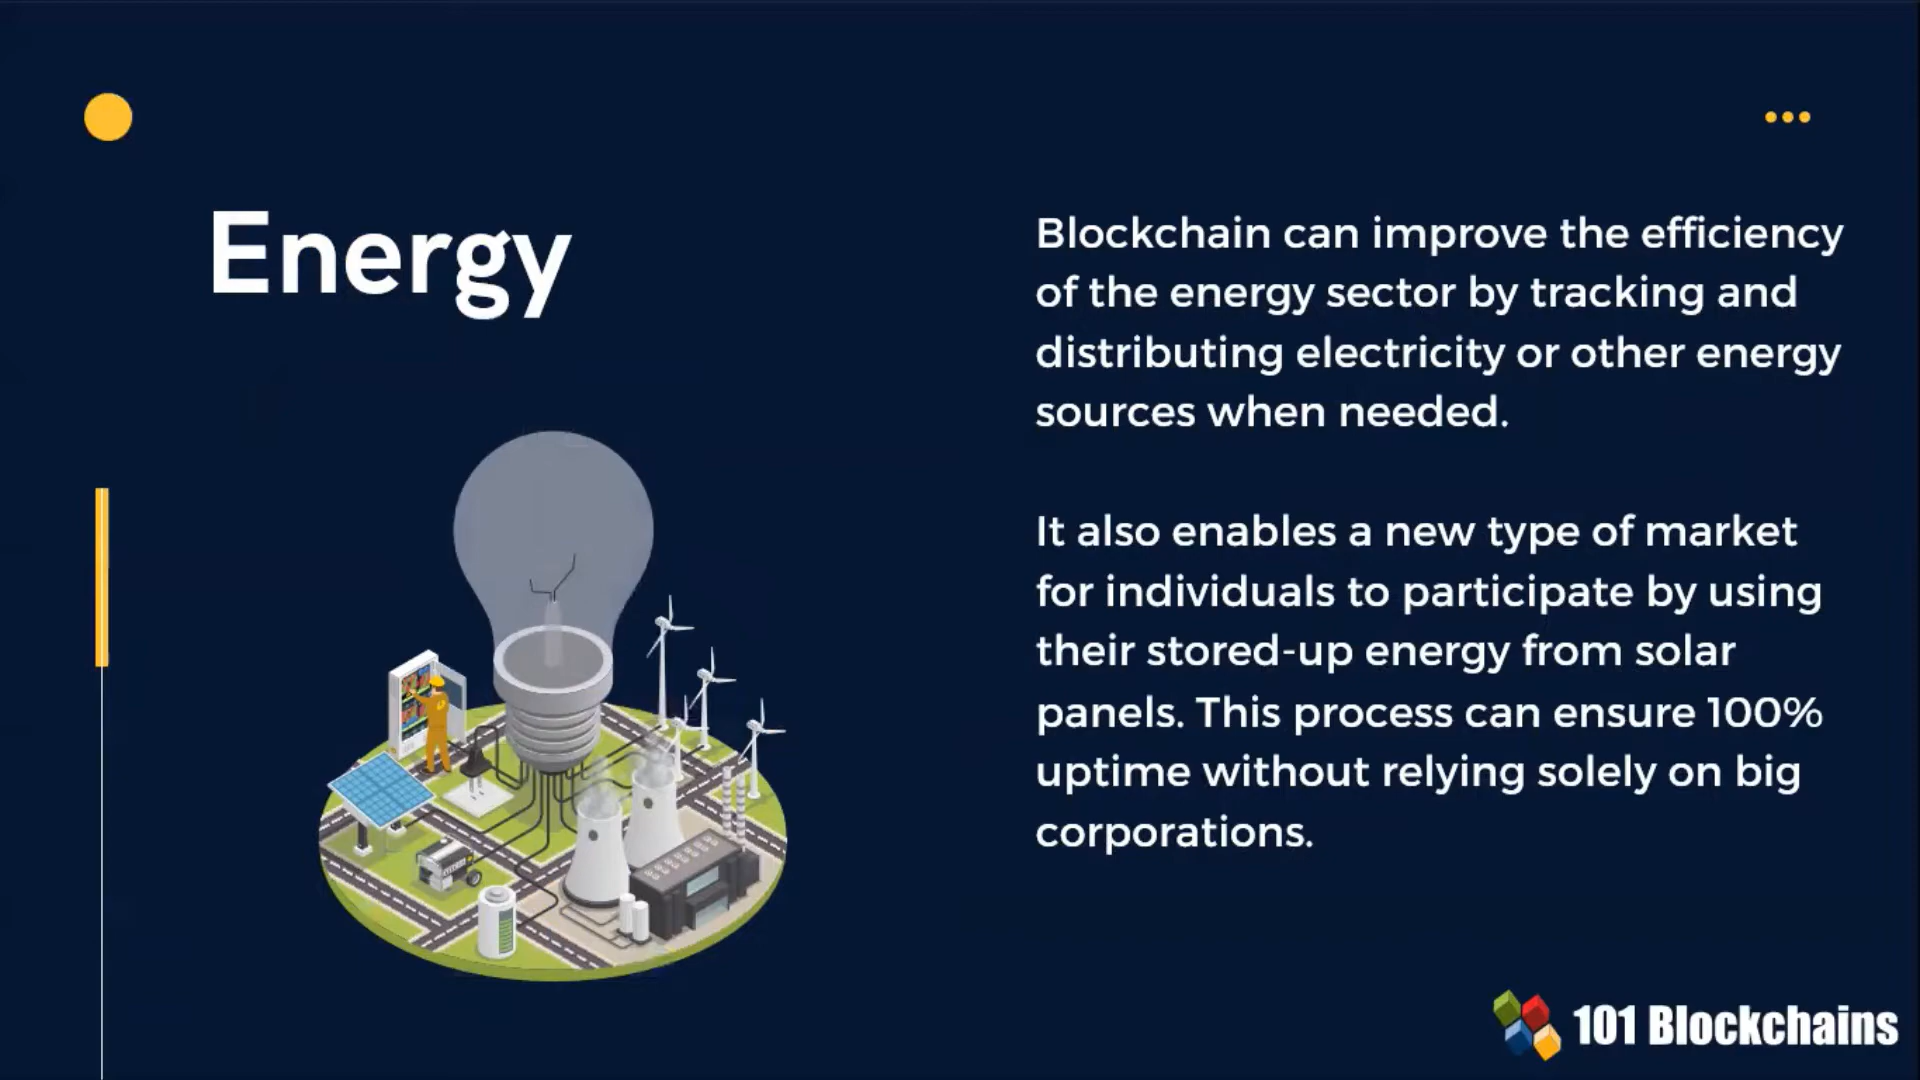 Energy
Blockchain can improve the efficiency
of the energy sector by tracking and
distributing electricity or other energy
sources when needed.
It also enables a new type of market
for individuals to participate by using
their stored-up energy from solar
panels. This process can ensure 100%
uptime without relying solely on big
corporations.
101 Blockchains